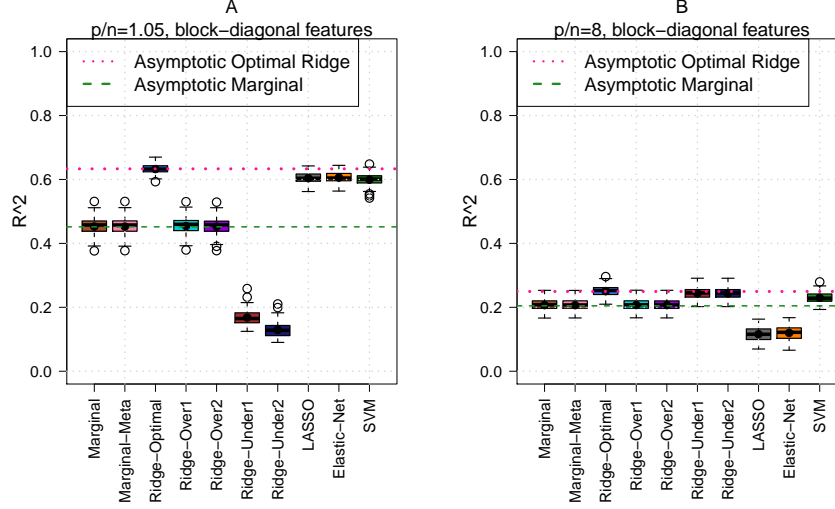 A
p/n=1.05, block−diagonal features
Asymptotic Optimal Ridge
Asymptotic Marginal
R^2
1.0
0.8
0.6
0.4
0.2
0.0
Marginal
Marginal−Meta
Ridge−Optimal
Ridge−Over1
Ridge−Over2
Ridge−Under1
Ridge−Under2
LASSO
Elastic−Net
SVM
B
p/n=8, block−diagonal features
Asymptotic Optimal Ridge
Asymptotic Marginal
R^2
1.0
0.8
0.6
0.4
0.2
0.0
Marginal
Marginal−Meta
Ridge−Optimal
Ridge−Over1
Ridge−Over2
Ridge−Under1
Ridge−Under2
LASSO
Elastic−Net
SVM